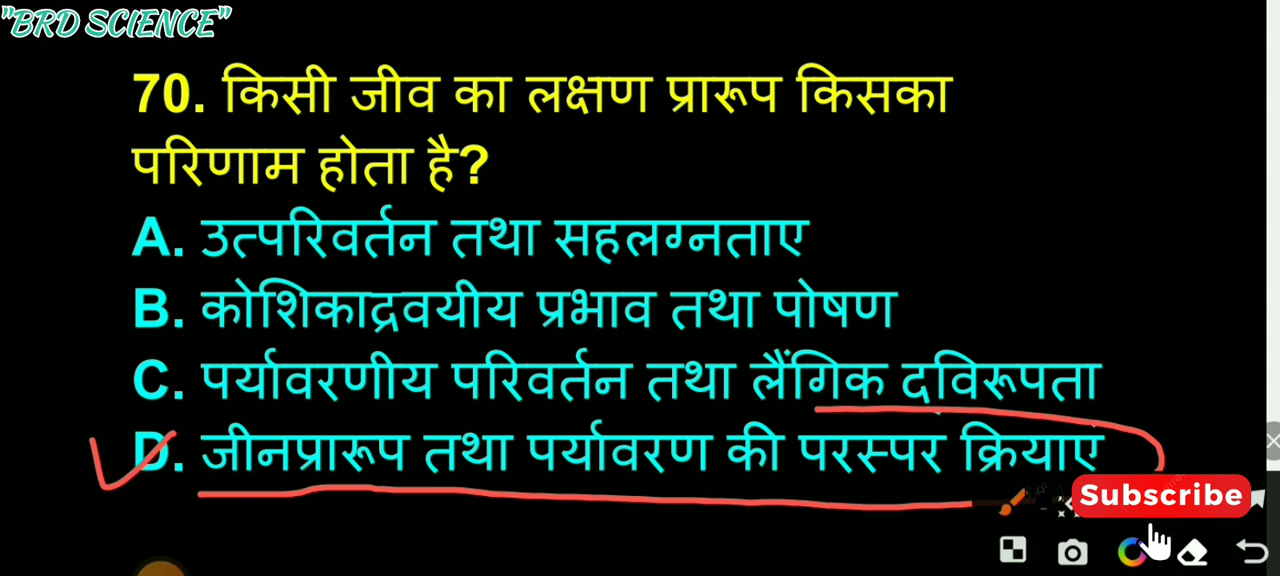 "BRD SCIENCE"
70. किसी जीव का लक्षण प्रारूप किसका
परिणाम होता है?
A. उत्परिवर्तन तथा सहलग्नताए
B. कोशिकाद्रवयीय प्रभाव तथा पोषण
C. पर्यावरणीय परिवर्तन तथा लैंगिक दविरूपता
D. जीनप्रारूप तथा पर्यावरण की परस्पर क्रियाए
Subscribe